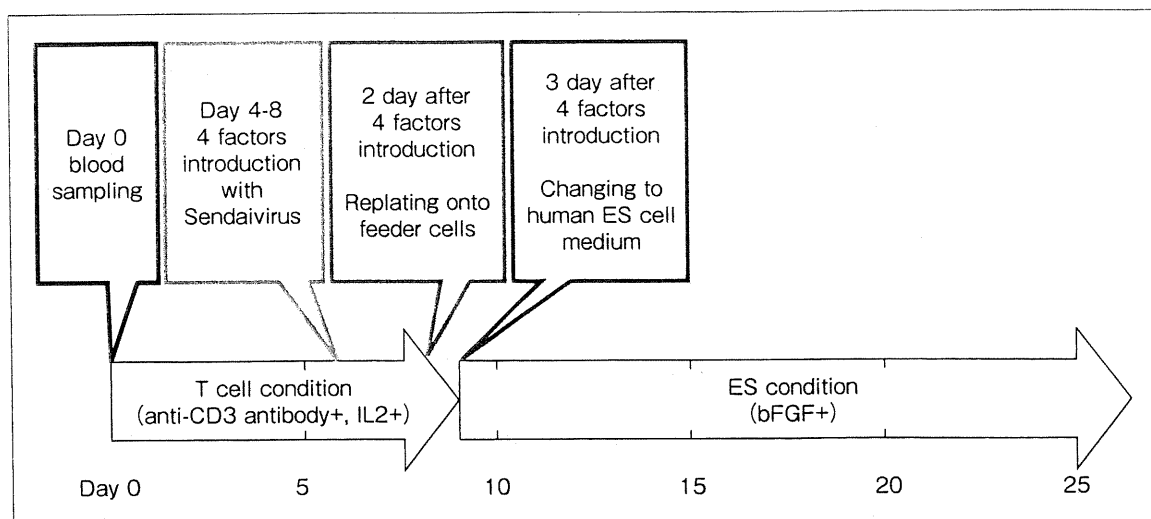 Day 0
blood
sampling
Day 4-8
4 factors
introduction
with
Sendaivirus
2 day after
4 factors
introduction
Replating onto
feeder cells
3 day after
4 factors
introduction
Changing to
human ES cell
medium
T cell condition
(anti-CD3 antibody+, IL2+)
ES condition
(bFGF+)
Day 0 5 10 15 20 25